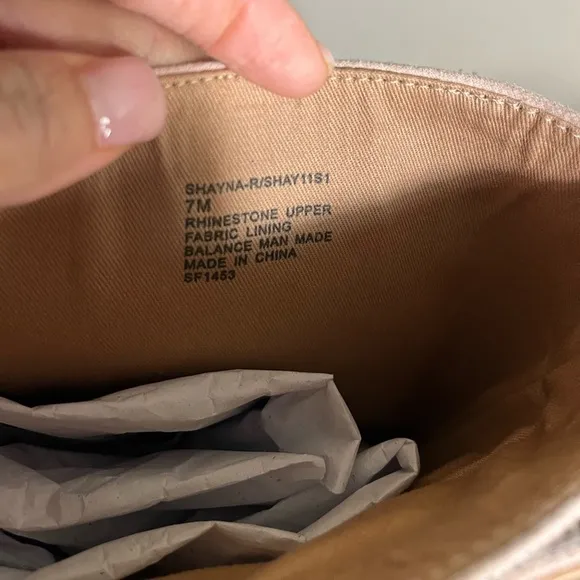 SHAYNA-R/SHAY11S1
7M
RHINESTONE UPPER
FABRIC LINING
BALANCE MAN MADE
MADE IN CHINA
SF1453